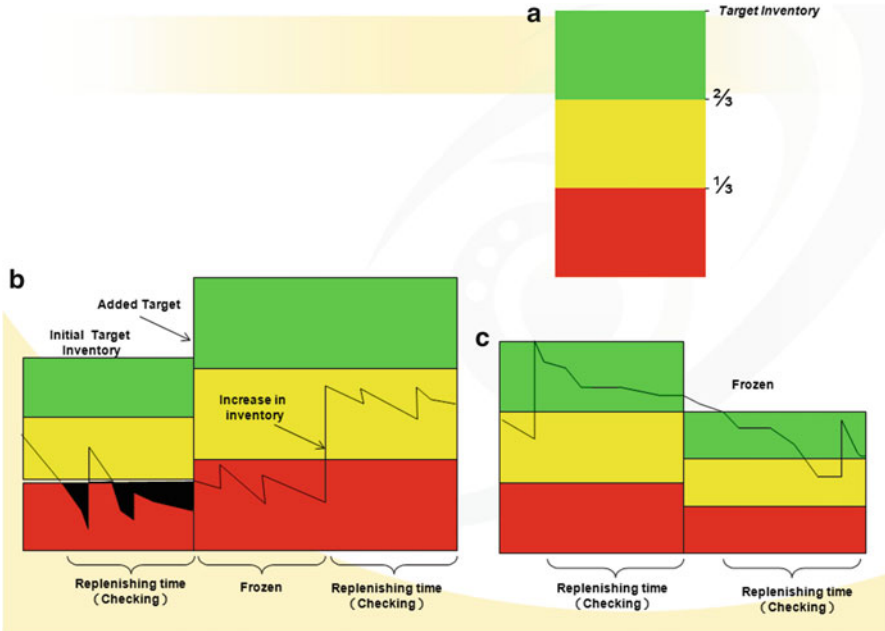 a
Target Inventory
⅔
⅓
b
Added Target
Initial Target
Inventory
Increase in
inventory
Replenishing time
(Checking)
Frozen
Replenishing time
(Checking)
c
Frozen
Replenishing time
(Checking)
Replenishing time
(Checking)